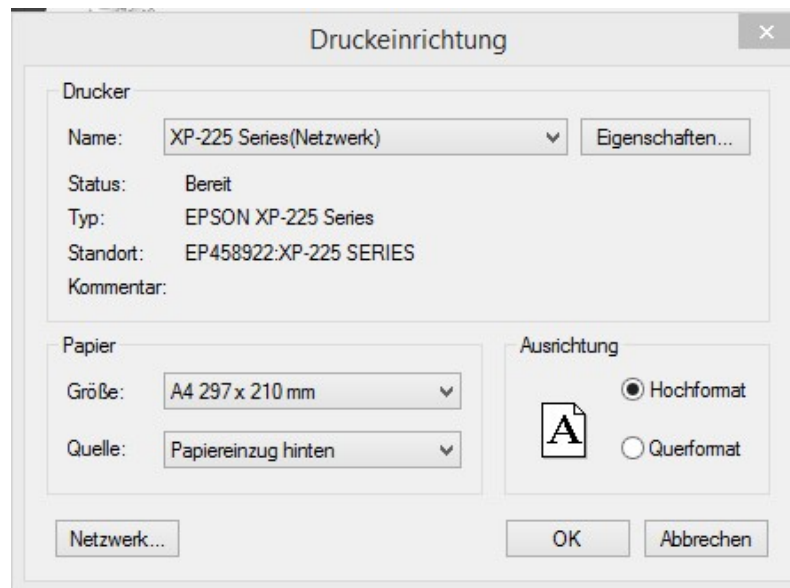 Druckeinrichtung
Drucker
Name: XP-225 Series(Netzwerk) Eigenschaften...
Status: Bereit
Typ: EPSON XP-225 Series
Standort: EP458922:XP-225 SERIES
Kommentar:
Papier
Größe: A4 297 x 210 mm
Quelle: Papiereinzug hinten
Ausrichtung
A
Hochformat
Querformat
Netzwerk... OK Abbrechen